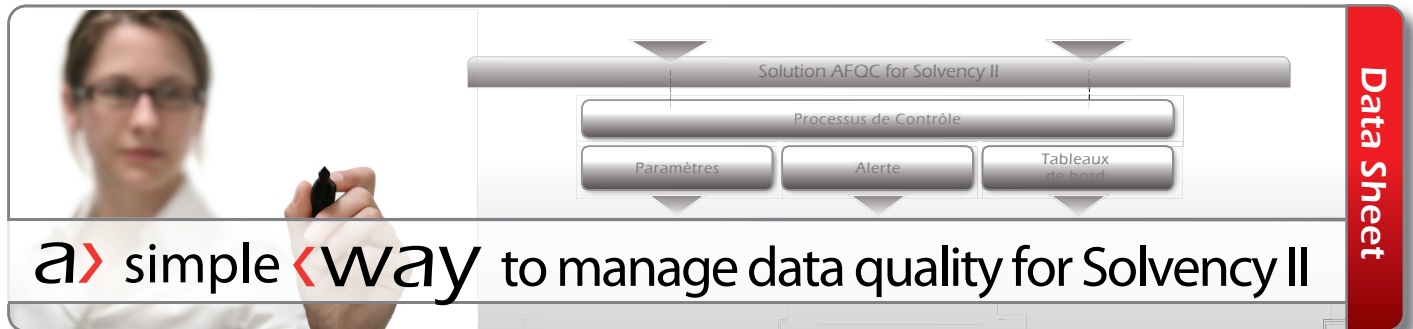 Solution AFQC for Solvency II
Processus de Contrôle
Paramètres
Alerte
Tableaux
de bord
a› simple ‹way to manage data quality for Solvency II
Data Sheet